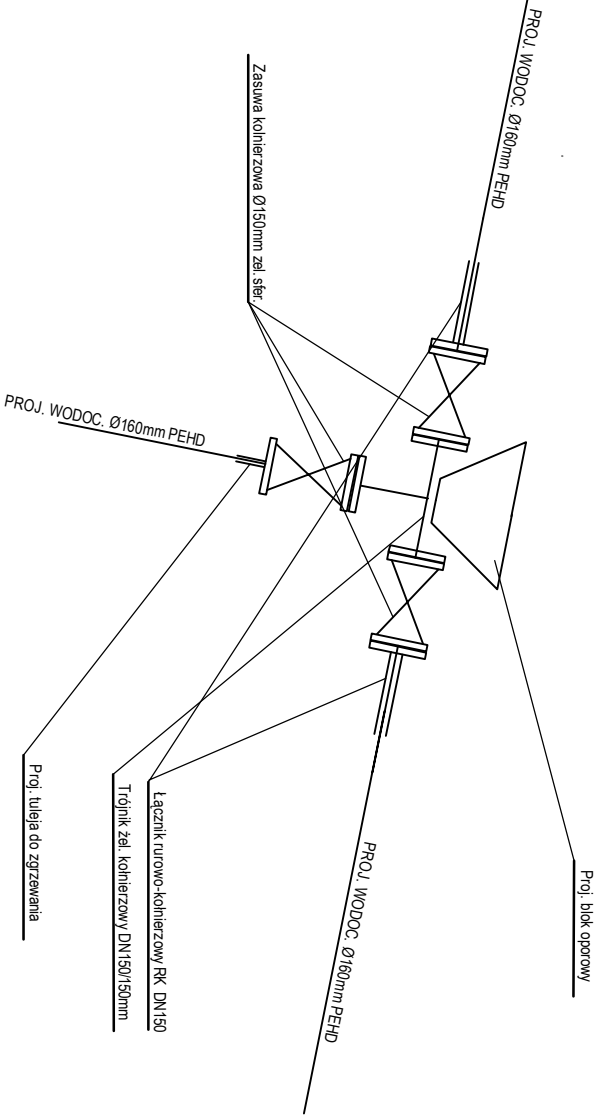 PROJ. WODOC. Ø160mm PEHD
Zasuwa kołnierzowa Ø150mm żel. sfer.
PROJ. WODOC. Ø160mm PEHD
Proj. blok oporowy
PROJ. WODOC. Ø160mm PEHD
Łącznik rurowo-kołnierzowy RK DN150
Trójnik żel. kołnierzowy DN150/150mm
Proj. tuleja do zgrzewania